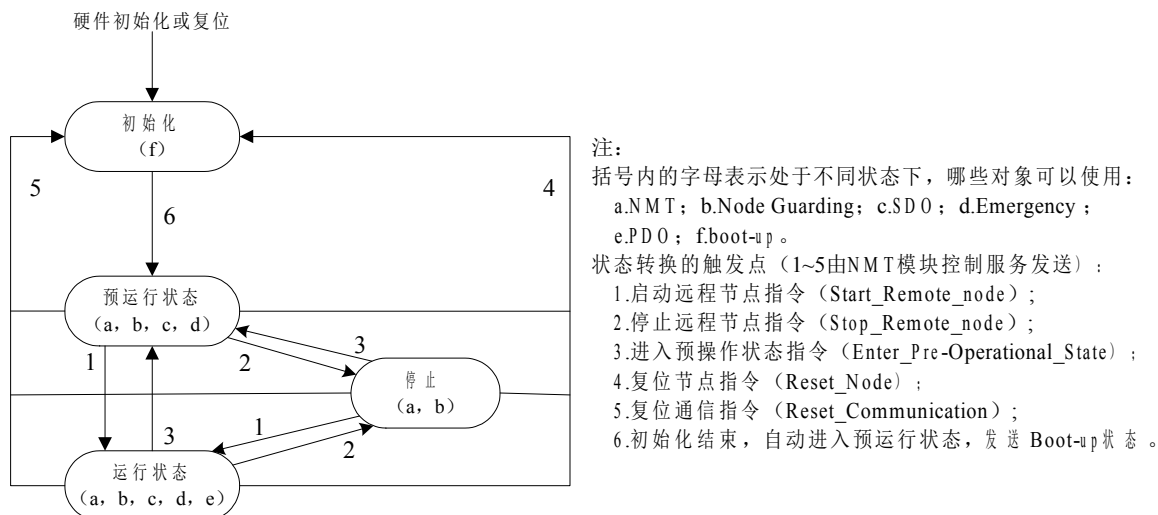 硬件初始化或复位
初始化
（f）
5
4
6
预运行状态
（a，b，c，d）
1
3
2
停止
（a，b）
3
1
2
运行状态
（a，b，c，d，e）
注：
括号内的字母表示处于不同状态下，哪些对象可以使用：
a.NMT；b.Node Guarding；c.SDO；d.Emergency；
e.PDO；f.boot-up。
状态转换的触发点（1~5由NMT模块控制服务发送）：
1.启动远程节点指令（Start_Remote_node）；
2.停止远程节点指令（Stop_Remote_node）；
3.进入预操作状态指令（Enter_Pre-Operational_State）；
4.复位节点指令（Reset_Node）；
5.复位通信指令（Reset_Communication）；
6.初始化结束，自动进入预运行状态，发送 Boot-up状态。